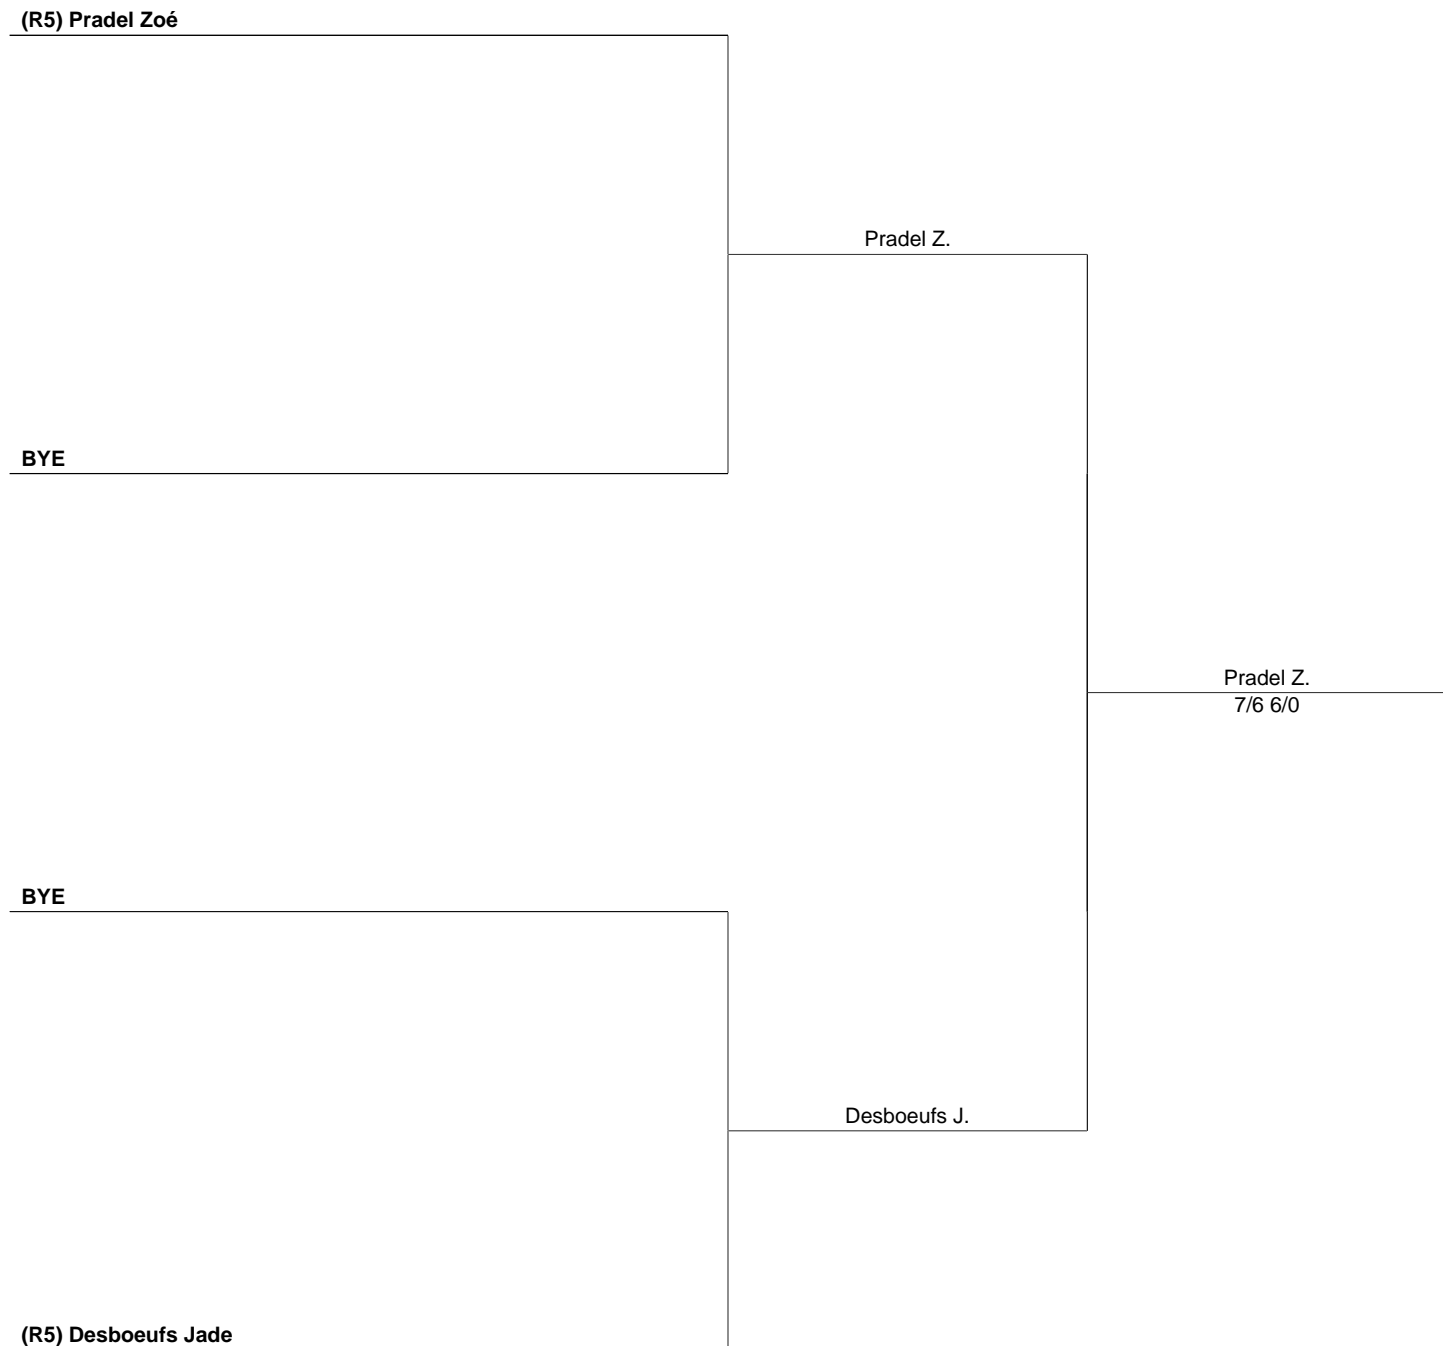 (R5) Pradel Zoé
Pradel Z.
BYE
Pradel Z.
7/6 6/0
BYE
Desboeufs J.
(R5) Desboeufs Jade